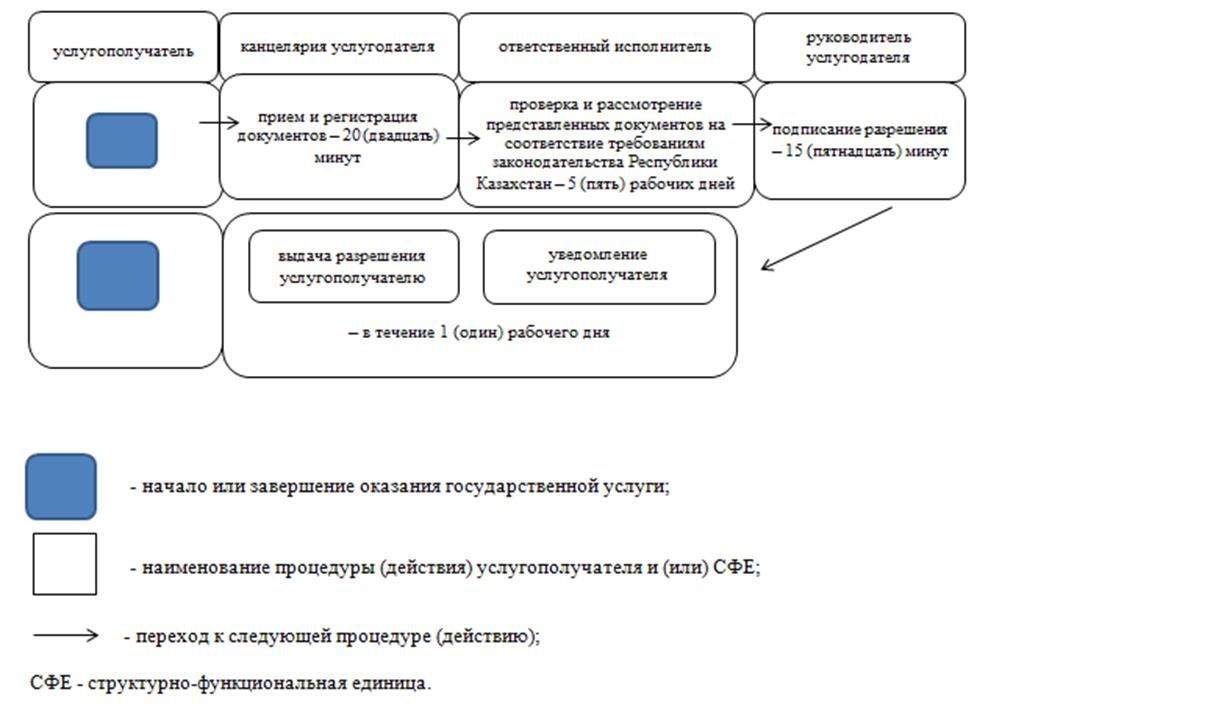 услугополучатель
канцелярия услугодателя
ответственный исполнитель
руководитель
услугодателя
прием и регистрация
документов – 20 (двадцать)
минут
проверка и рассмотрение
представленных документов на
соответствие требованиям
законодательства Республики
Казахстан – 5 (пять) рабочих дней
подписание разрешения
– 15 (пятнадцать) минут
выдача разрешения
услугополучателю
уведомление
услугополучателя
– в течение 1 (один) рабочего дня
- начало или завершение оказания государственной услуги;
- наименование процедуры (действия) услугополучателя и (или) СФЕ;
- переход к следующей процедуре (действию);
СФЕ - структурно-функциональная единица.